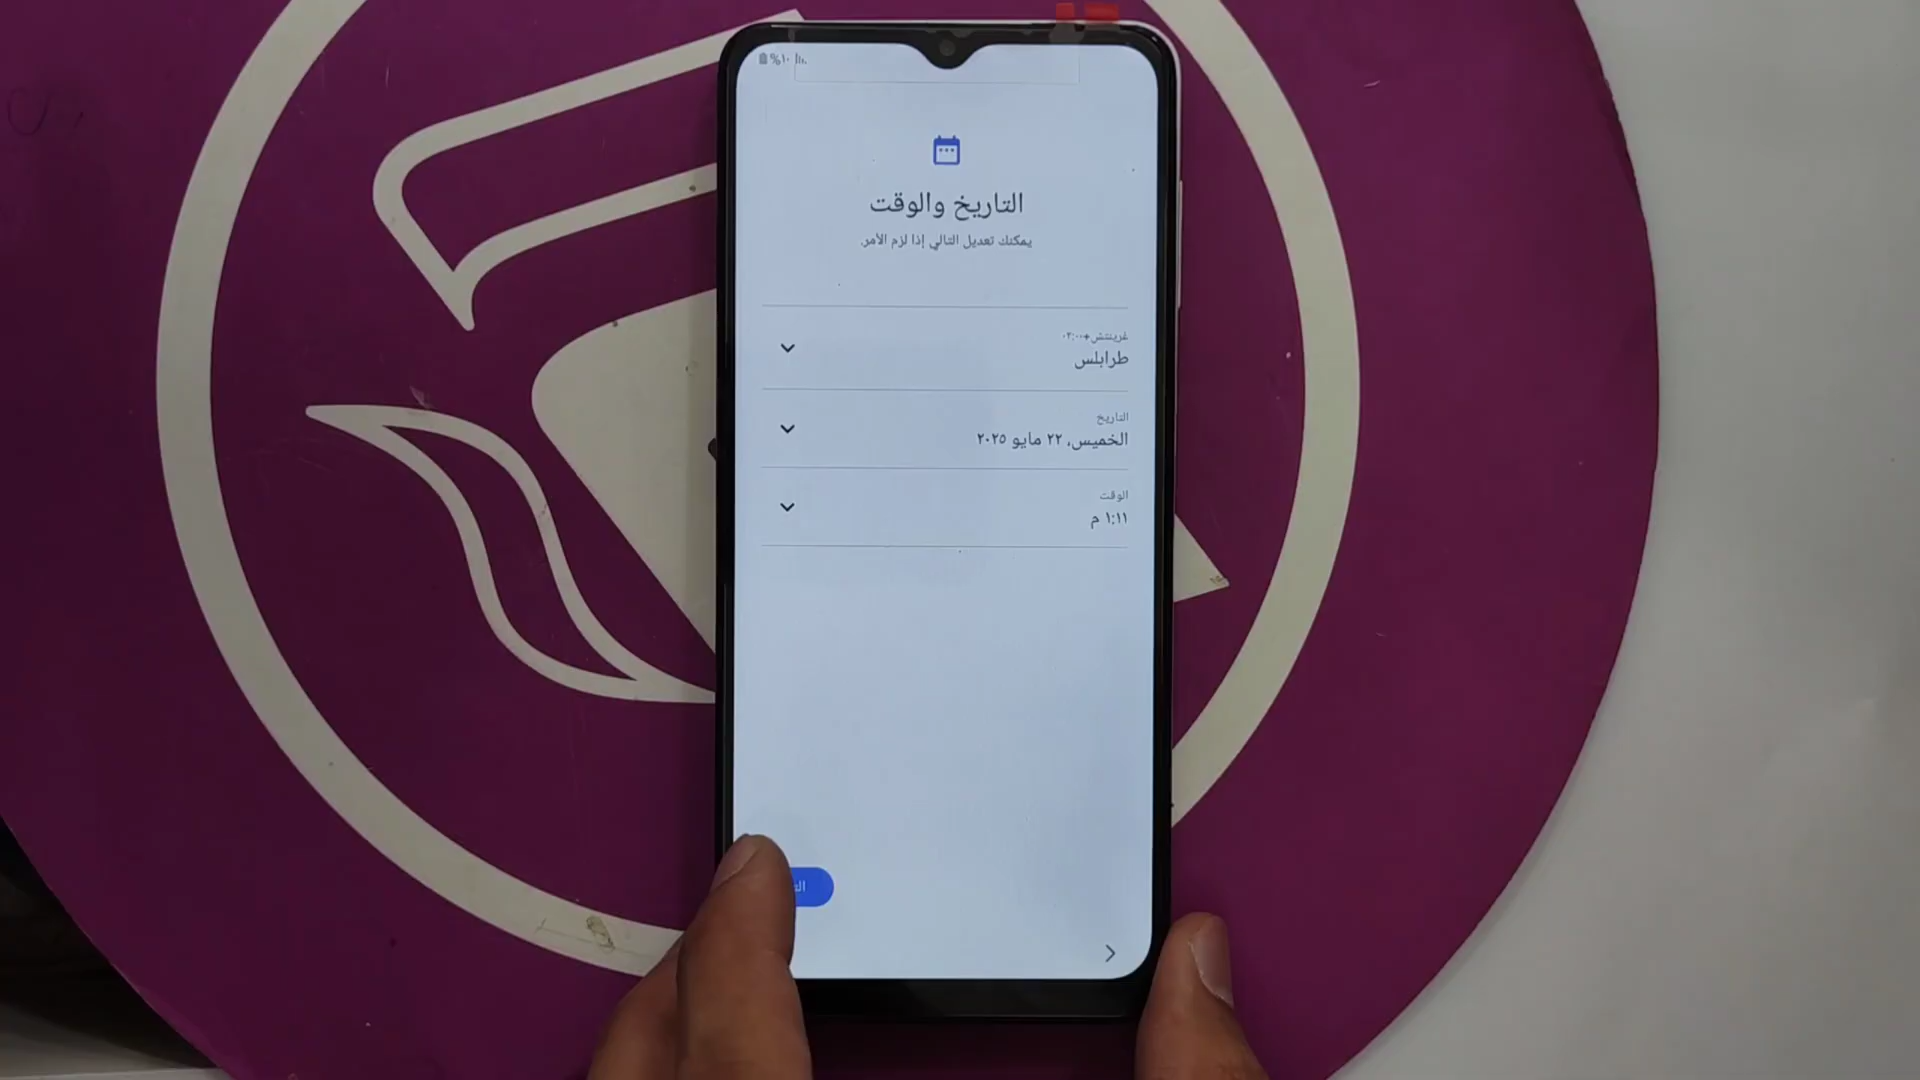 %١٠
التاريخ والوقت
يمكنك تعديل التالي إذا لزم الأمر.
غرينتش+٠٢:٠٠
طرابلس
التاريخ
الخميس، ٢٢ مايو ٢٠٢٥
الوقت
١:١١ م